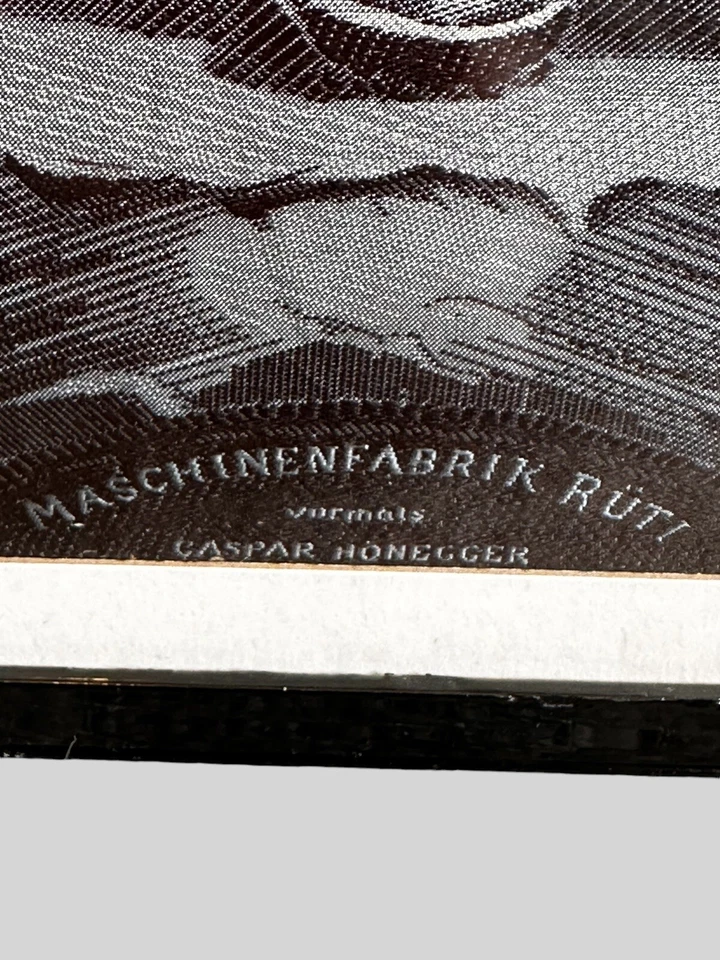 MASCHINENFABRIK RÜTI
vormals
CASPAR HONEGGER